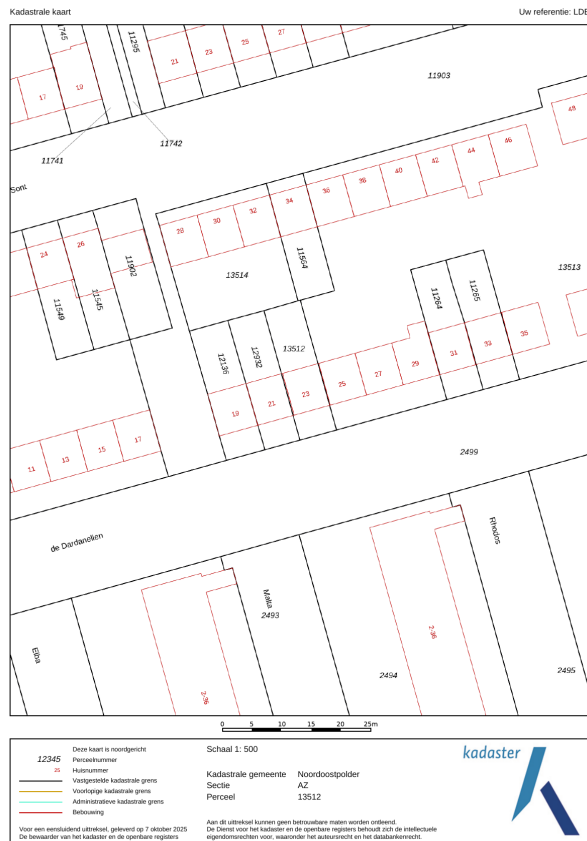 Kadastrale kaart
Uw referentie: LDE
11745
11295
21
23
25
27
17
19
11903
48
11741
11742
Sont
28
30
32
34
36
38
40
42
44
46
24
26
11902
11564
13514
13513
11549
11545
11264
11265
12136
12932
13512
19
21
23
25
27
29
31
33
35
11
13
15
17
2499
de Dardanellen
Rhodos
Malta
2493
2-36
Elba
2-36
2494
2495
0 5 10 15 20 25m
Deze kaart is noordgericht
12345 Perceelnummer
25 Huisnummer
Vastgestelde kadastrale grens
Voorlopige kadastrale grens
Administratieve kadastrale grens
Bebouwing
Voor een eensluidend uittreksel, geleverd op 7 oktober 2025
De bewaarder van het kadaster en de openbare registers
Schaal 1: 500
Kadastrale gemeente Noordoostpolder
Sectie AZ
Perceel 13512
Aan dit uittreksel kunnen geen betrouwbare maten worden ontleend.
De Dienst voor het kadaster en de openbare registers behoudt zich de intellectuele
eigendomsrechten voor, waaronder het auteursrecht en het databankenrecht.
kadaster